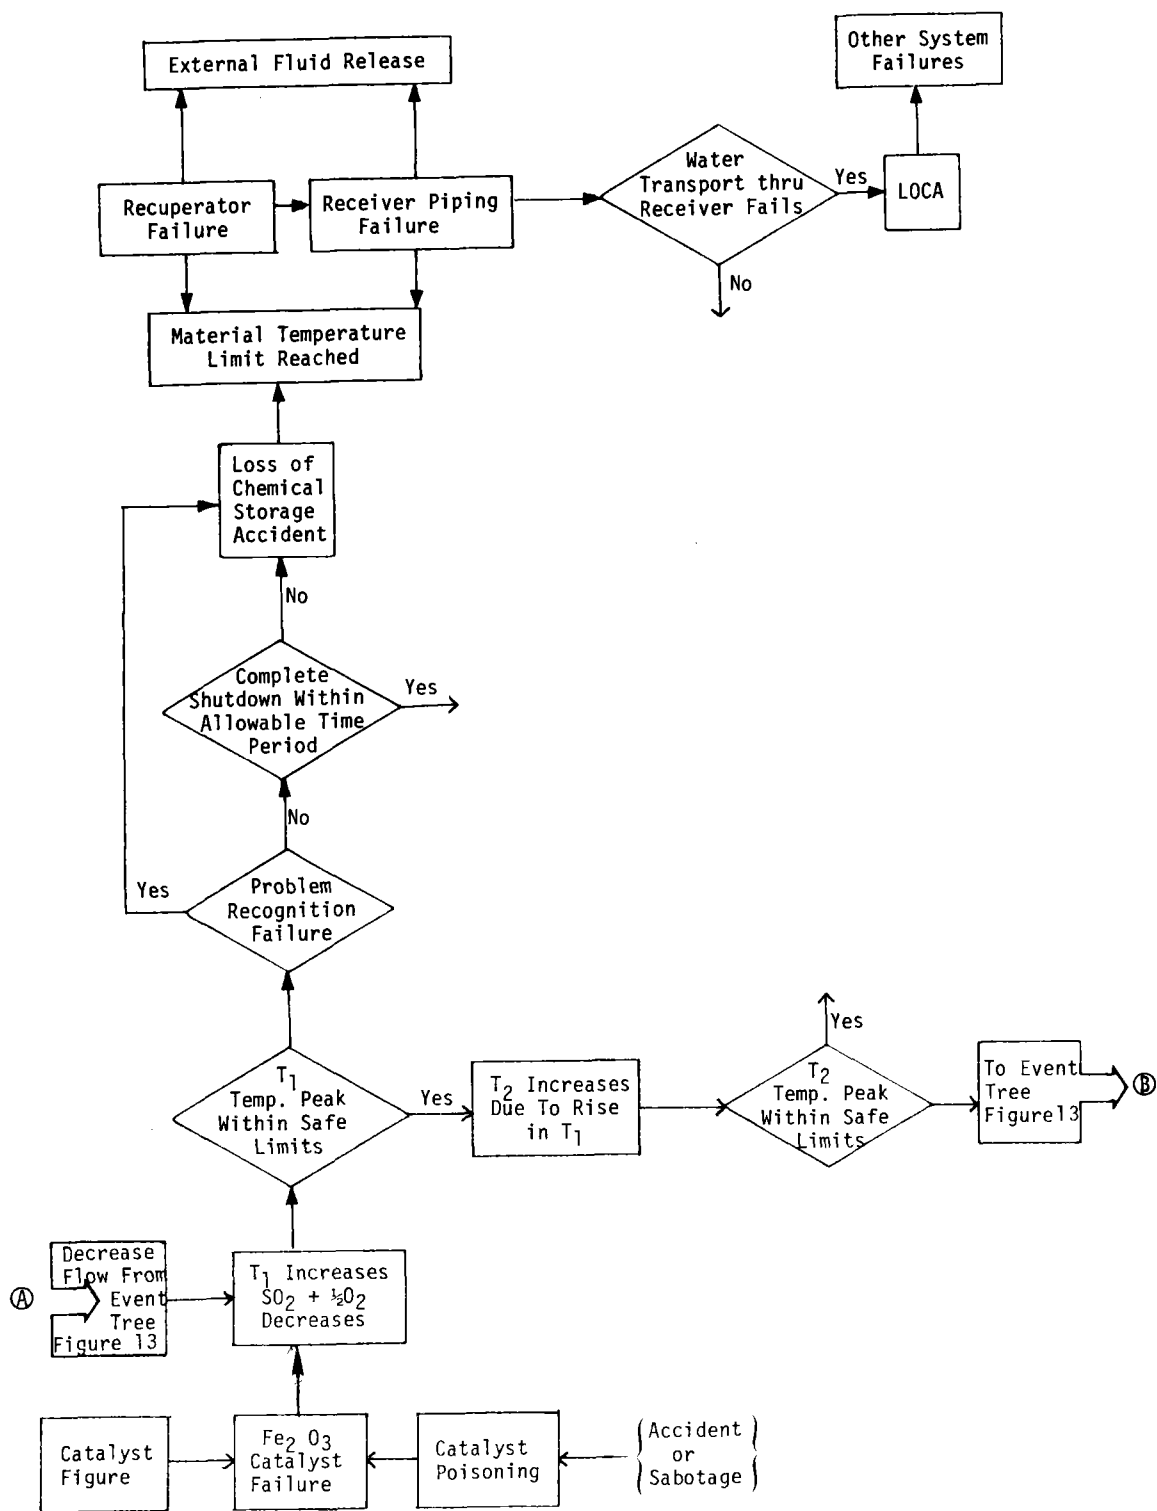 External Fluid Release
Other System
Failures
Recuperator
Failure
Receiver Piping
Failure
Water
Transport thru
Receiver Fails
Yes
LOCA
No
Material Temperature
Limit Reached
Loss of
Chemical
Storage
Accident
No
Complete
Shutdown Within
Allowable Time
Period
Yes
No
Yes
Problem
Recognition
Failure
T1
Temp. Peak
Within Safe
Limits
Yes
T2 Increases
Due To Rise
in T1
Yes
T2
Temp. Peak
Within Safe
Limits
To Event
Tree
Figure 13
B
A
Decrease
Flow From
Event
Tree
Figure 13
T1 Increases
SO2 + ½O2
Decreases
Catalyst
Figure
Fe2 O3
Catalyst
Failure
Catalyst
Poisoning
{Accident
or
Sabotage}